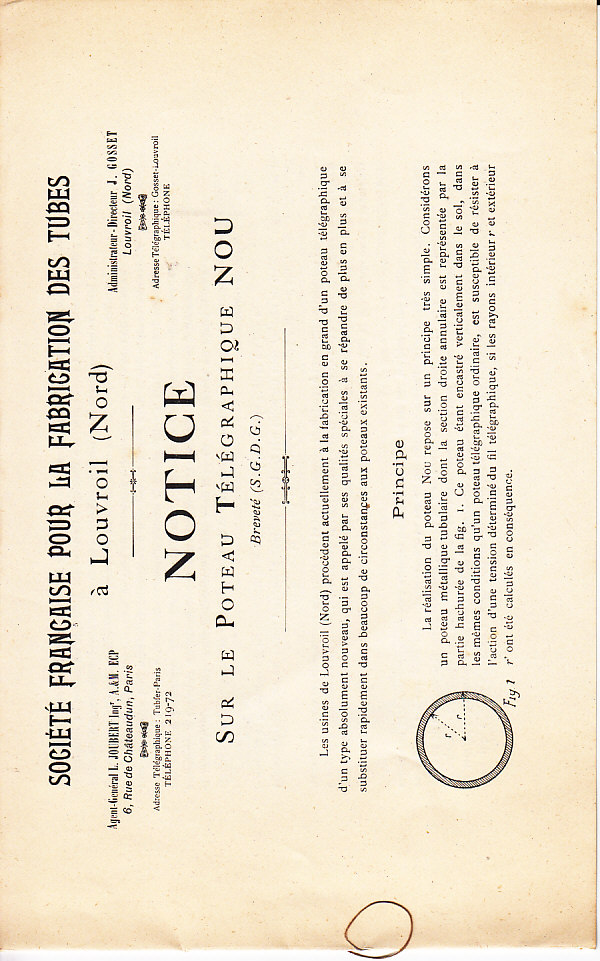 SOCIÉTÉ FRANÇAISE POUR LA FABRICATION DES TUBES
à Louvroil (Nord)
Agent-Général L. JOUBERT Ingr, A.&M. ECP
6, Rue de Châteaudun, Paris
Adresse Télégraphique : Tubfer-Paris
TÉLÉPHONE 219-72
Administrateur-Directeur J. GOSSET
Louvroil (Nord)
Adresse Télégraphique : Gosset-Louvroil
TÉLÉPHONE
NOTICE
SUR LE POTEAU TÉLÉGRAPHIQUE NOU
Breveté (S.G.D.G.)
Les usines de Louvroil (Nord) procèdent actuellement à la fabrication en grand d'un poteau télégraphique
d'un type absolument nouveau, qui est appelé par ses qualités spéciales à se répandre de plus en plus et à se
substituer rapidement dans beaucoup de circonstances aux poteaux existants.
Principe
La réalisation du poteau NOU repose sur un principe très simple. Considérons
un poteau métallique tubulaire dont la section droite annulaire est représentée par la
partie hachurée de la fig. 1. Ce poteau étant encastré verticalement dans le sol, dans
les mêmes conditions qu'un poteau télégraphique ordinaire, est susceptible de résister à
l'action d'une tension déterminé du fil télégraphique, si les rayons intérieur r et extérieur
r' ont été calculés en conséquence.
r r'
Fig 1